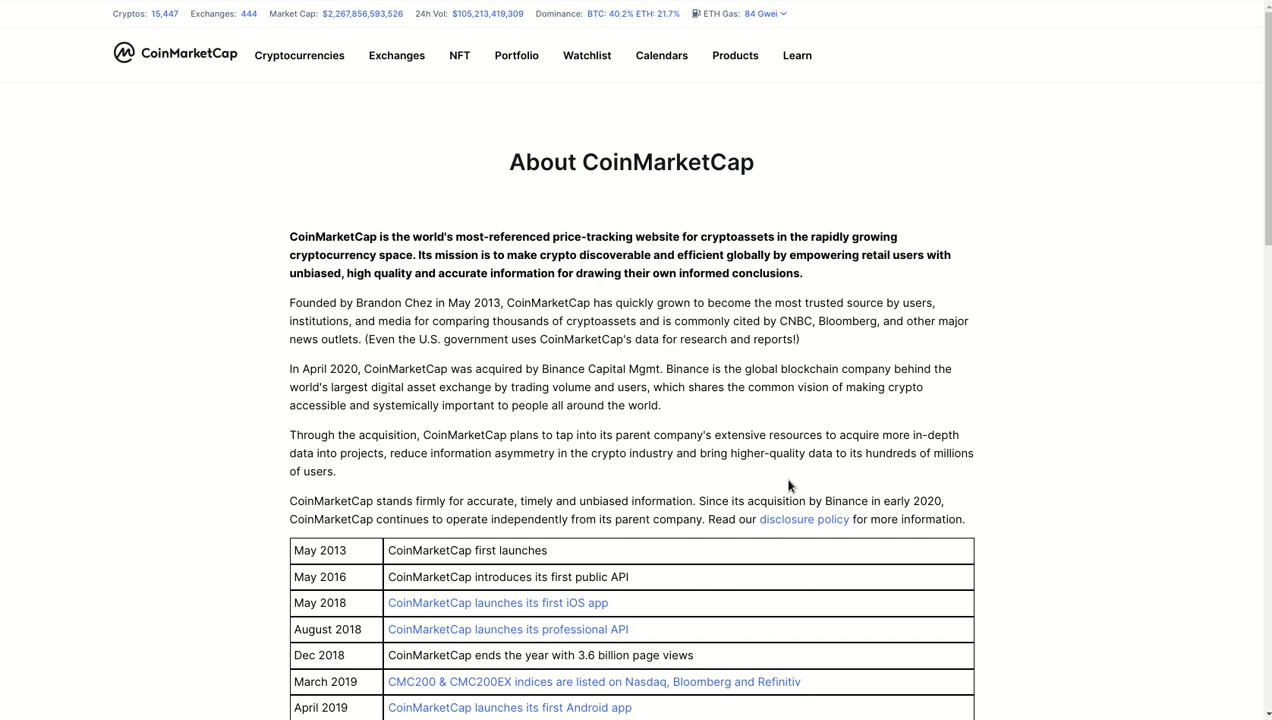 Cryptos: 15,447 Exchanges: 444 Market Cap: $2,267,856,593,526 24h Vol: $105,213,419,309 Dominance: BTC: 40.2% ETH: 21.7% ETH Gas: 84 Gwei
CoinMarketCap Cryptocurrencies Exchanges NFT Portfolio Watchlist Calendars Products Learn
About CoinMarketCap
CoinMarketCap is the world's most-referenced price-tracking website for cryptoassets in the rapidly growing
cryptocurrency space. Its mission is to make crypto discoverable and efficient globally by empowering retail users with
unbiased, high quality and accurate information for drawing their own informed conclusions.
Founded by Brandon Chez in May 2013, CoinMarketCap has quickly grown to become the most trusted source by users,
institutions, and media for comparing thousands of cryptoassets and is commonly cited by CNBC, Bloomberg, and other major
news outlets. (Even the U.S. government uses CoinMarketCap's data for research and reports!)
In April 2020, CoinMarketCap was acquired by Binance Capital Mgmt. Binance is the global blockchain company behind the
world's largest digital asset exchange by trading volume and users, which shares the common vision of making crypto
accessible and systemically important to people all around the world.
Through the acquisition, CoinMarketCap plans to tap into its parent company's extensive resources to acquire more in-depth
data into projects, reduce information asymmetry in the crypto industry and bring higher-quality data to its hundreds of millions
of users.
CoinMarketCap stands firmly for accurate, timely and unbiased information. Since its acquisition by Binance in early 2020,
CoinMarketCap continues to operate independently from its parent company. Read our disclosure policy for more information.
May 2013 CoinMarketCap first launches
May 2016 CoinMarketCap introduces its first public API
May 2018 CoinMarketCap launches its first iOS app
August 2018 CoinMarketCap launches its professional API
Dec 2018 CoinMarketCap ends the year with 3.6 billion page views
March 2019 CMC200 & CMC200EX indices are listed on Nasdaq, Bloomberg and Refinitiv
April 2019 CoinMarketCap launches its first Android app